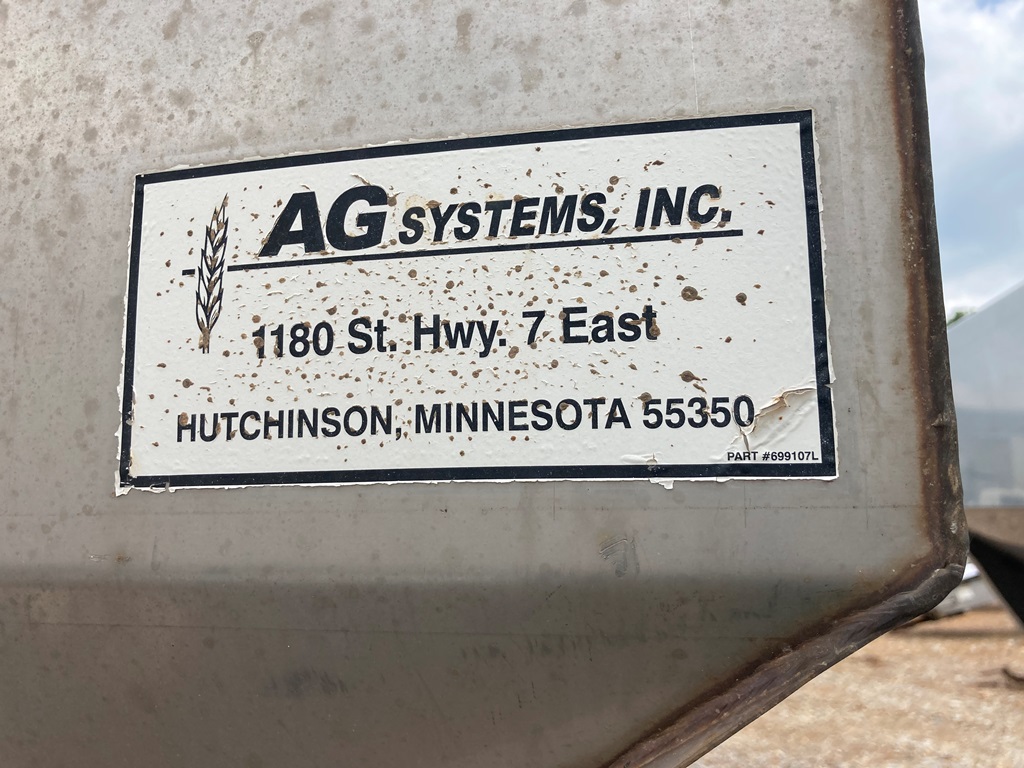 AG SYSTEMS, INC.
1180 St. Hwy. 7 East
HUTCHINSON, MINNESOTA 55350
PART #699107L